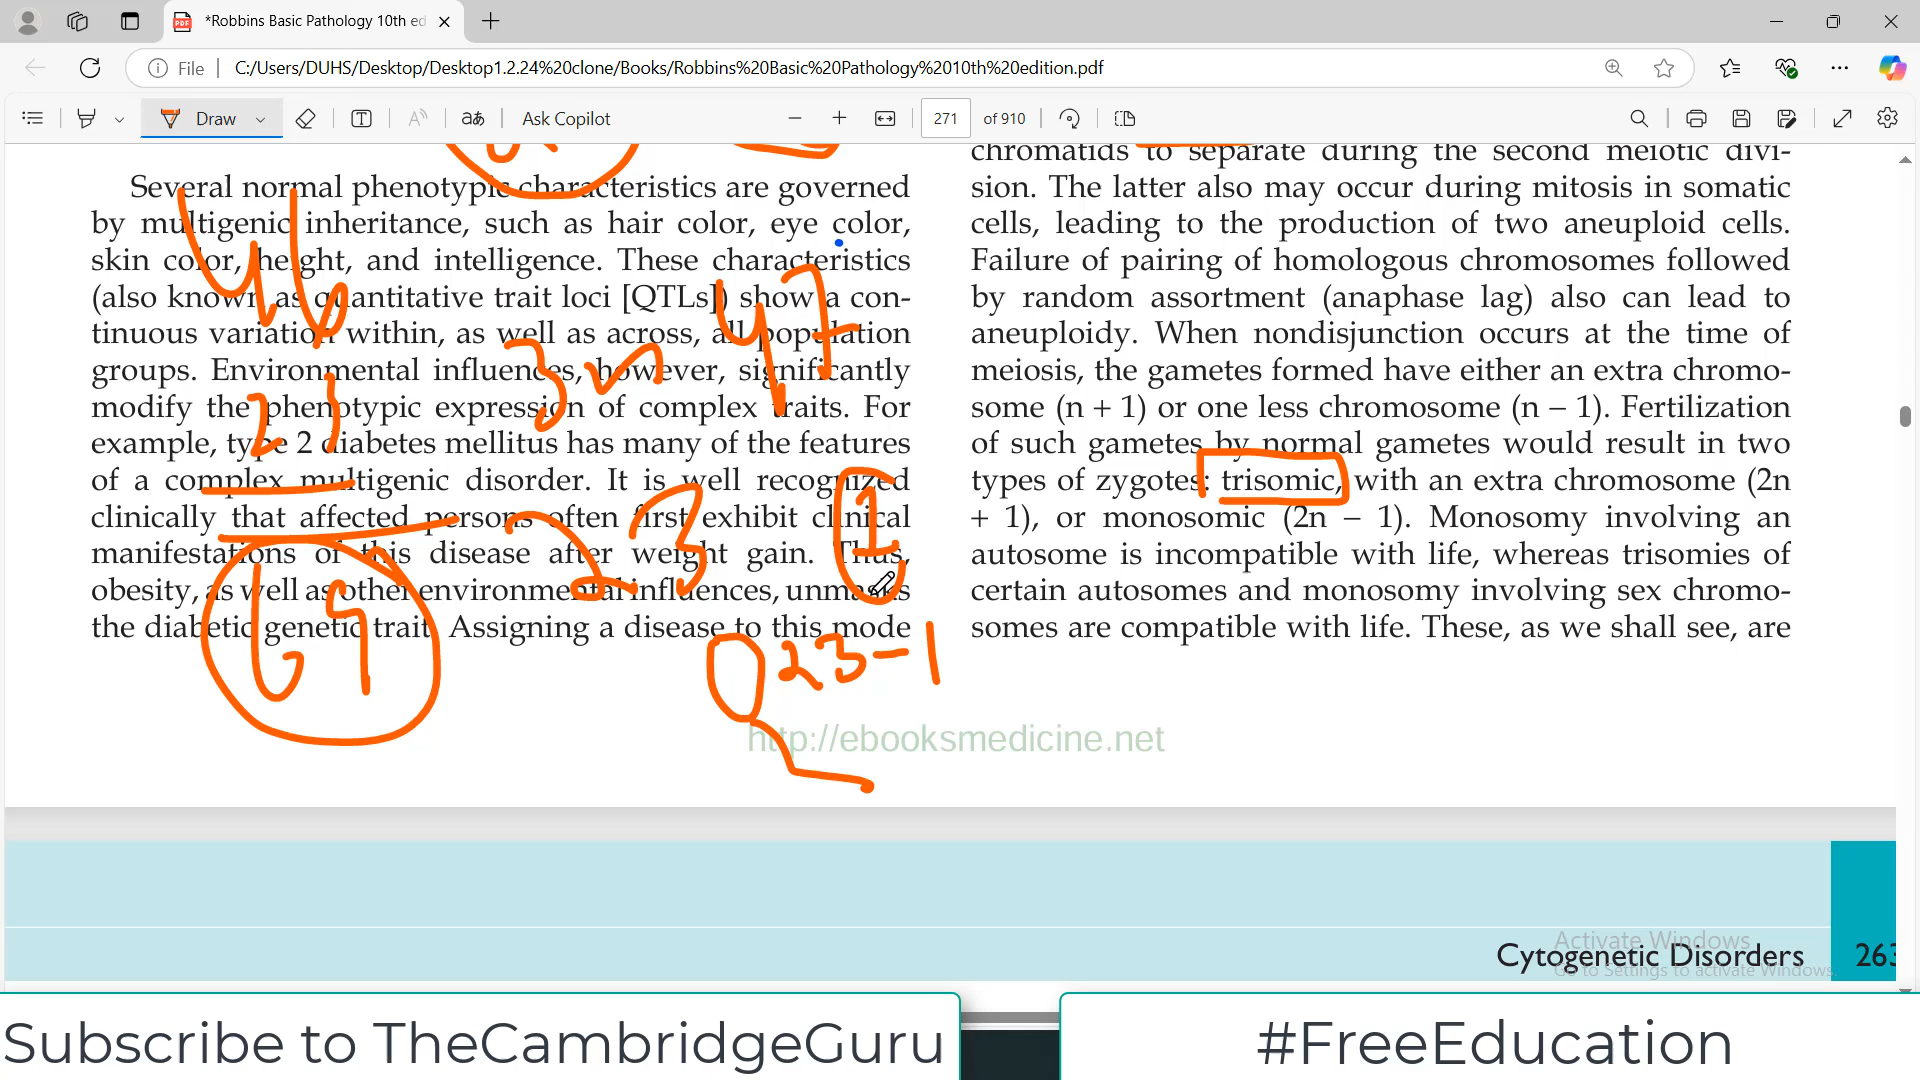 *Robbins Basic Pathology 10th ed
File
C:/Users/DUHS/Desktop/Desktop1.2.24%20clone/Books/Robbins%20Basic%20Pathology%2010th%20edition.pdf
Draw
aあ
Ask Copilot
271 of 910
Several normal phenotypic characteristics are governed
by multigenic inheritance, such as hair color, eye color,
skin color, height, and intelligence. These characteristics
(also known as quantitative trait loci [QTLs]) show a con-
tinuous variation within, as well as across, all population
groups. Environmental influences, however, significantly
modify the phenotypic expression of complex traits. For
example, type 2 diabetes mellitus has many of the features
of a complex multigenic disorder. It is well recognized
clinically that affected persons often first exhibit clinical
manifestations of this disease after weight gain. Thus,
obesity, as well as other environmental influences, unmasks
the diabetic genetic trait. Assigning a disease to this mode
46
23
69
3n
47
23
1
23-1
chromatids to separate during the second meiotic divi-
sion. The latter also may occur during mitosis in somatic
cells, leading to the production of two aneuploid cells.
Failure of pairing of homologous chromosomes followed
by random assortment (anaphase lag) also can lead to
aneuploidy. When nondisjunction occurs at the time of
meiosis, the gametes formed have either an extra chromo-
some (n + 1) or one less chromosome (n − 1). Fertilization
of such gametes by normal gametes would result in two
types of zygotes: trisomic, with an extra chromosome (2n
+ 1), or monosomic (2n − 1). Monosomy involving an
autosome is incompatible with life, whereas trisomies of
certain autosomes and monosomy involving sex chromo-
somes are compatible with life. These, as we shall see, are
http://ebooksmedicine.net
Cytogenetic Disorders 263
Activate Windows
Go to Settings to activate Windows.
Subscribe to TheCambridgeGuru
#FreeEducation